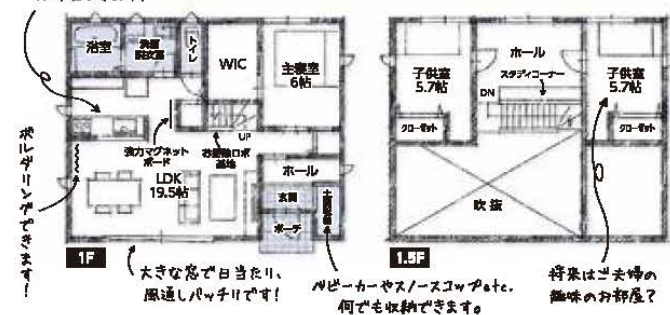 浴室
洗面
脱衣室
トイレ
WIC
主寝室
6帖
UP
強力マグネット
ボード
お掃除ロボ
基地
LDK
19.5帖
ホール
玄関
土間収納
ポーチ
ボルダリングできます!
1F
大きな窓で日当たり、
風通しバッチリです!
ベビーカーやスノースコップetc.
何でも収納できます。
子供室
5.7帖
ホール
スタディコーナー
DN
子供室
5.7帖
クローゼット
クローゼット
吹抜
1.5F
将来はご夫婦の
趣味のお部屋?